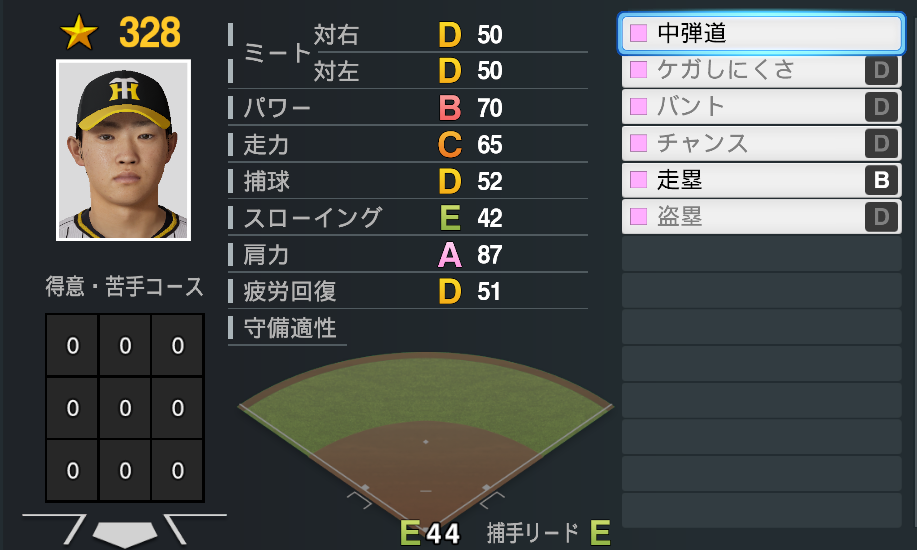 328
ミート 対右 D 50
対左 D 50
パワー B 70
走力 C 65
捕球 D 52
スローイング E 42
肩力 A 87
疲労回復 D 51
守備適性
E 44 捕手リード E
得意・苦手コース
0 0 0
0 0 0
0 0 0
中弾道
ケガしにくさ D
バント D
チャンス D
走塁 B
盗塁 D